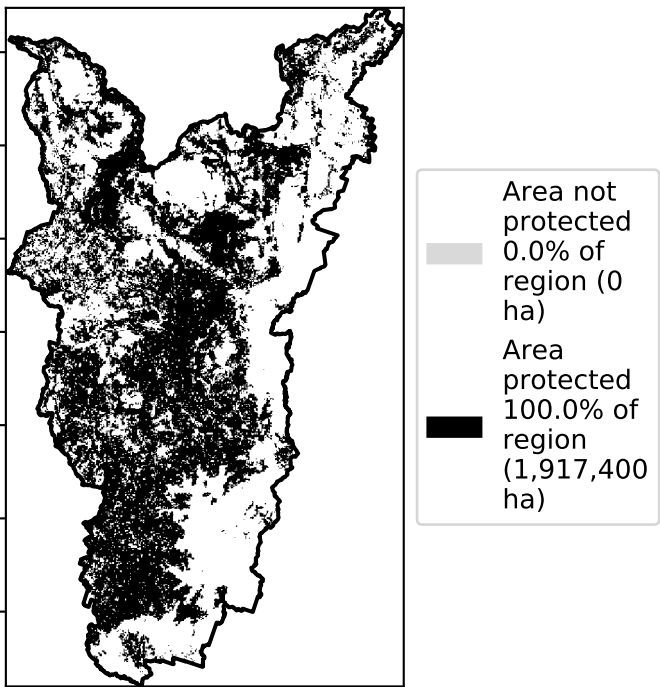 Area not
protected
0.0% of
region (0
ha)
Area
protected
100.0% of
region
(1,917,400
ha)